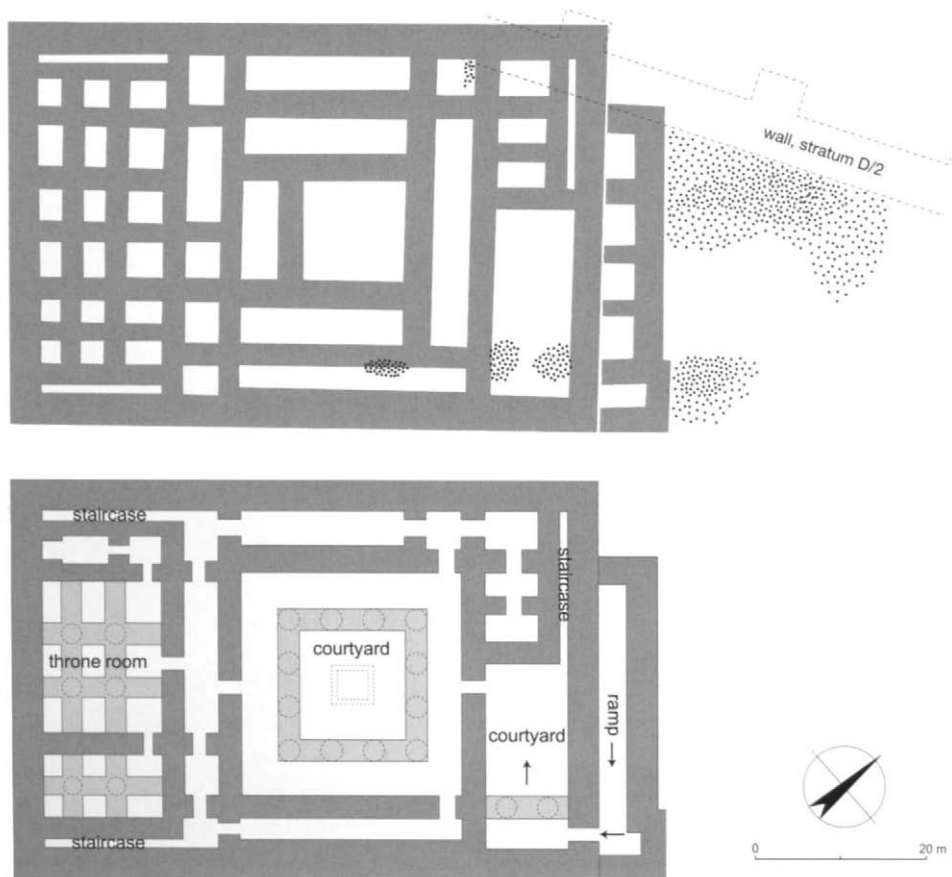 wall, stratum D/2
staircase
staircase
throne room
courtyard
courtyard
ramp
staircase
0 20 m